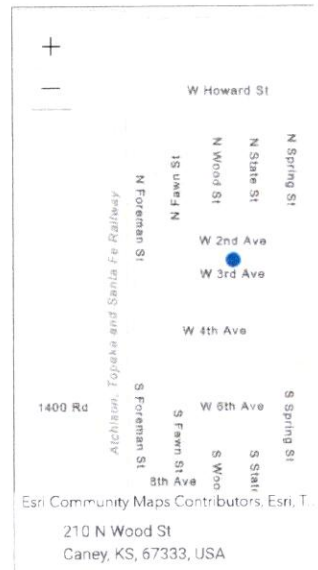 +
−
W Howard St
N Foreman St
N Fawn St
N Wood St
N State St
N Spring St
W 2nd Ave
W 3rd Ave
Atchison, Topeka and Santa Fe Railway
W 4th Ave
1400 Rd
S Foreman St
S Fawn St
W 6th Ave
S Woo
S Stat
S Spring St
8th Ave
Esri Community Maps Contributors, Esri, T...
210 N Wood St
Caney, KS, 67333, USA